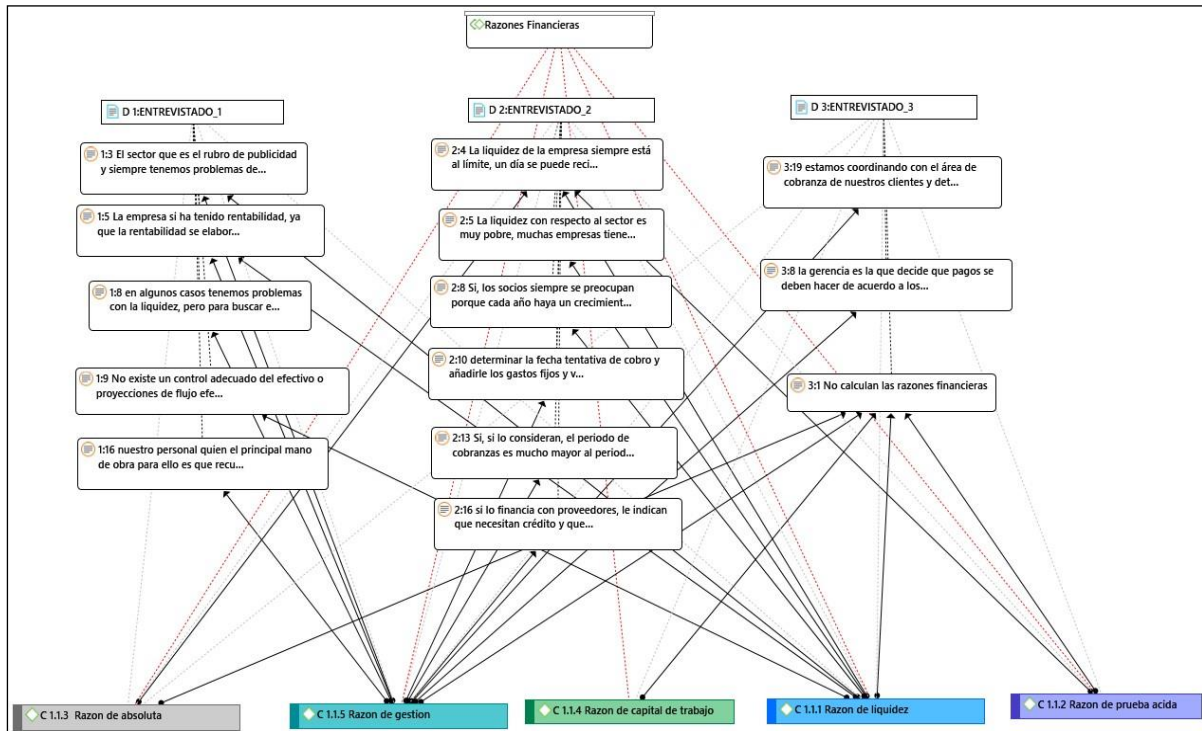 Razones Financieras
D 1:ENTREVISTADO_1
1:3 El sector que es el rubro de publicidad
y siempre tenemos problemas de...
1:5 La empresa si ha tenido rentabilidad, ya
que la rentabilidad se elabor...
1:8 en algunos casos tenemos problemas
con la liquidez, pero para buscar e...
1:9 No existe un control adecuado del efectivo o
proyecciones de flujo efe...
1:16 nuestro personal quien el principal mano
de obra para ello es que recu...
D 2:ENTREVISTADO_2
2:4 La liquidez de la empresa siempre está
al límite, un día se puede reci...
2:5 La liquidez con respecto al sector es
muy pobre, muchas empresas tiene...
2:8 Si, los socios siempre se preocupan
porque cada año haya un crecimient...
2:10 determinar la fecha tentativa de cobro y
añadirle los gastos fijos y v...
2:13 Si, si lo consideran, el periodo de
cobranzas es mucho mayor al period...
2:16 si lo financia con proveedores, le indican
que necesitan crédito y que...
D 3:ENTREVISTADO_3
3:19 estamos coordinando con el área de
cobranza de nuestros clientes y det...
3:8 la gerencia es la que decide que pagos se
deben hacer de acuerdo a los...
3:1 No calculan las razones financieras
C 1.1.3 Razon de absoluta
C 1.1.5 Razon de gestion
C 1.1.4 Razon de capital de trabajo
C 1.1.1 Razon de liquidez
C 1.1.2 Razon de prueba acida